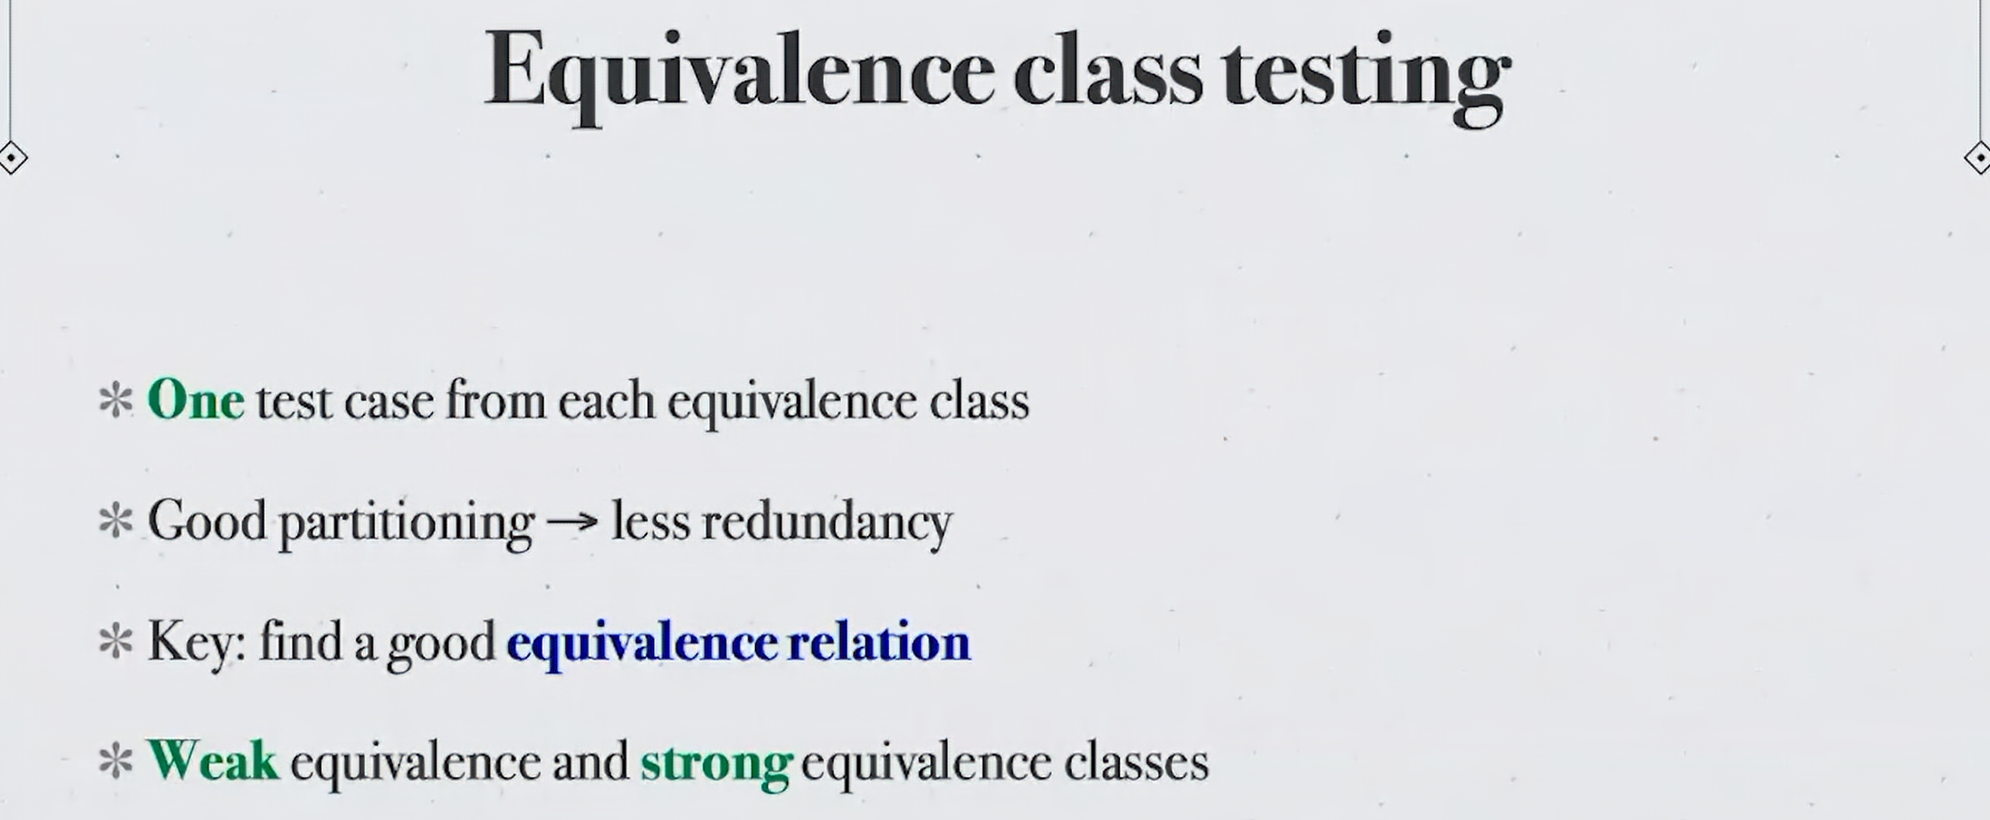 Equivalence class testing
* One test case from each equivalence class
* Good partitioning → less redundancy
* Key: find a good equivalence relation
* Weak equivalence and strong equivalence classes